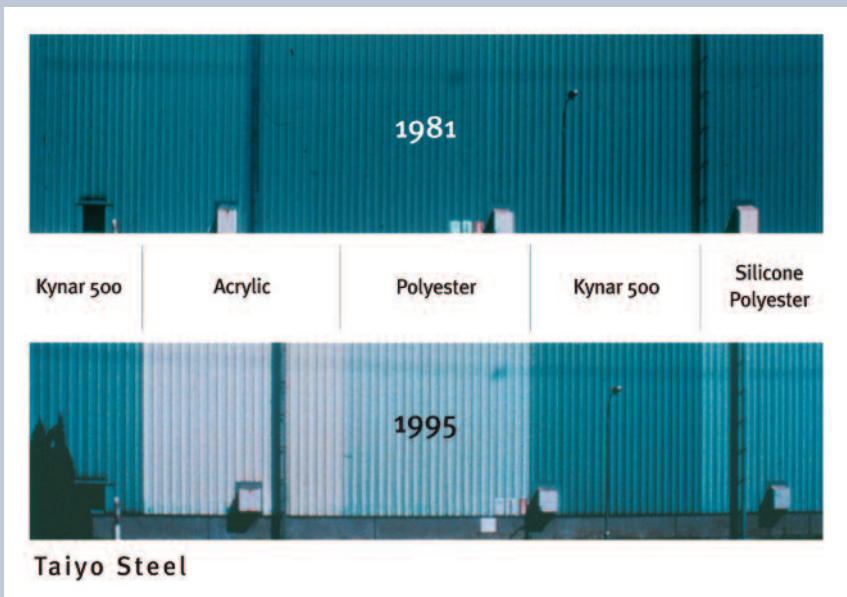 1981
Kynar 500
Acrylic
Polyester
Kynar 500
Silicone
Polyester
1995
Taiyo Steel